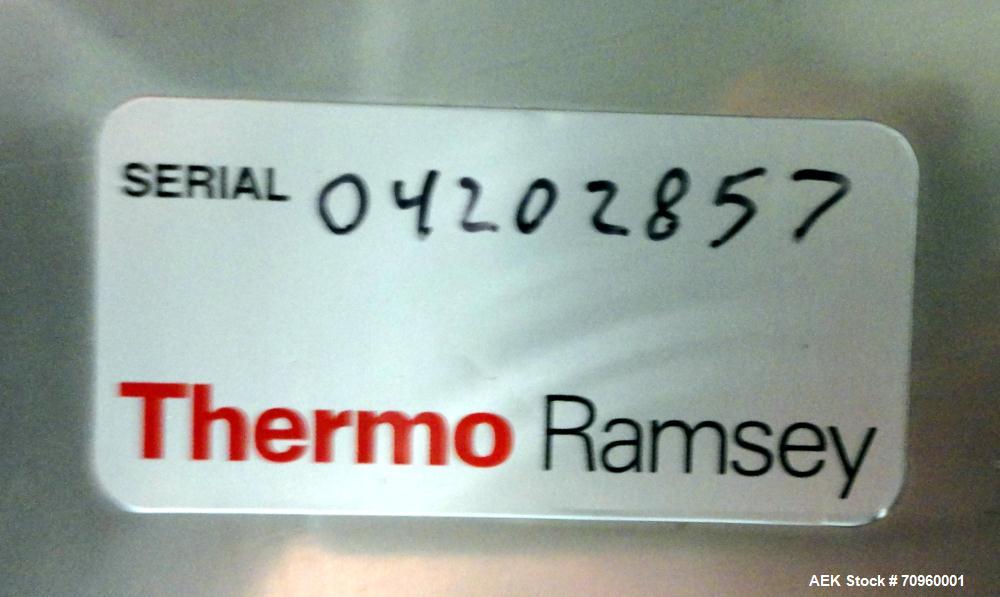 SERIAL 04202857
Thermo Ramsey
AEK Stock # 70960001